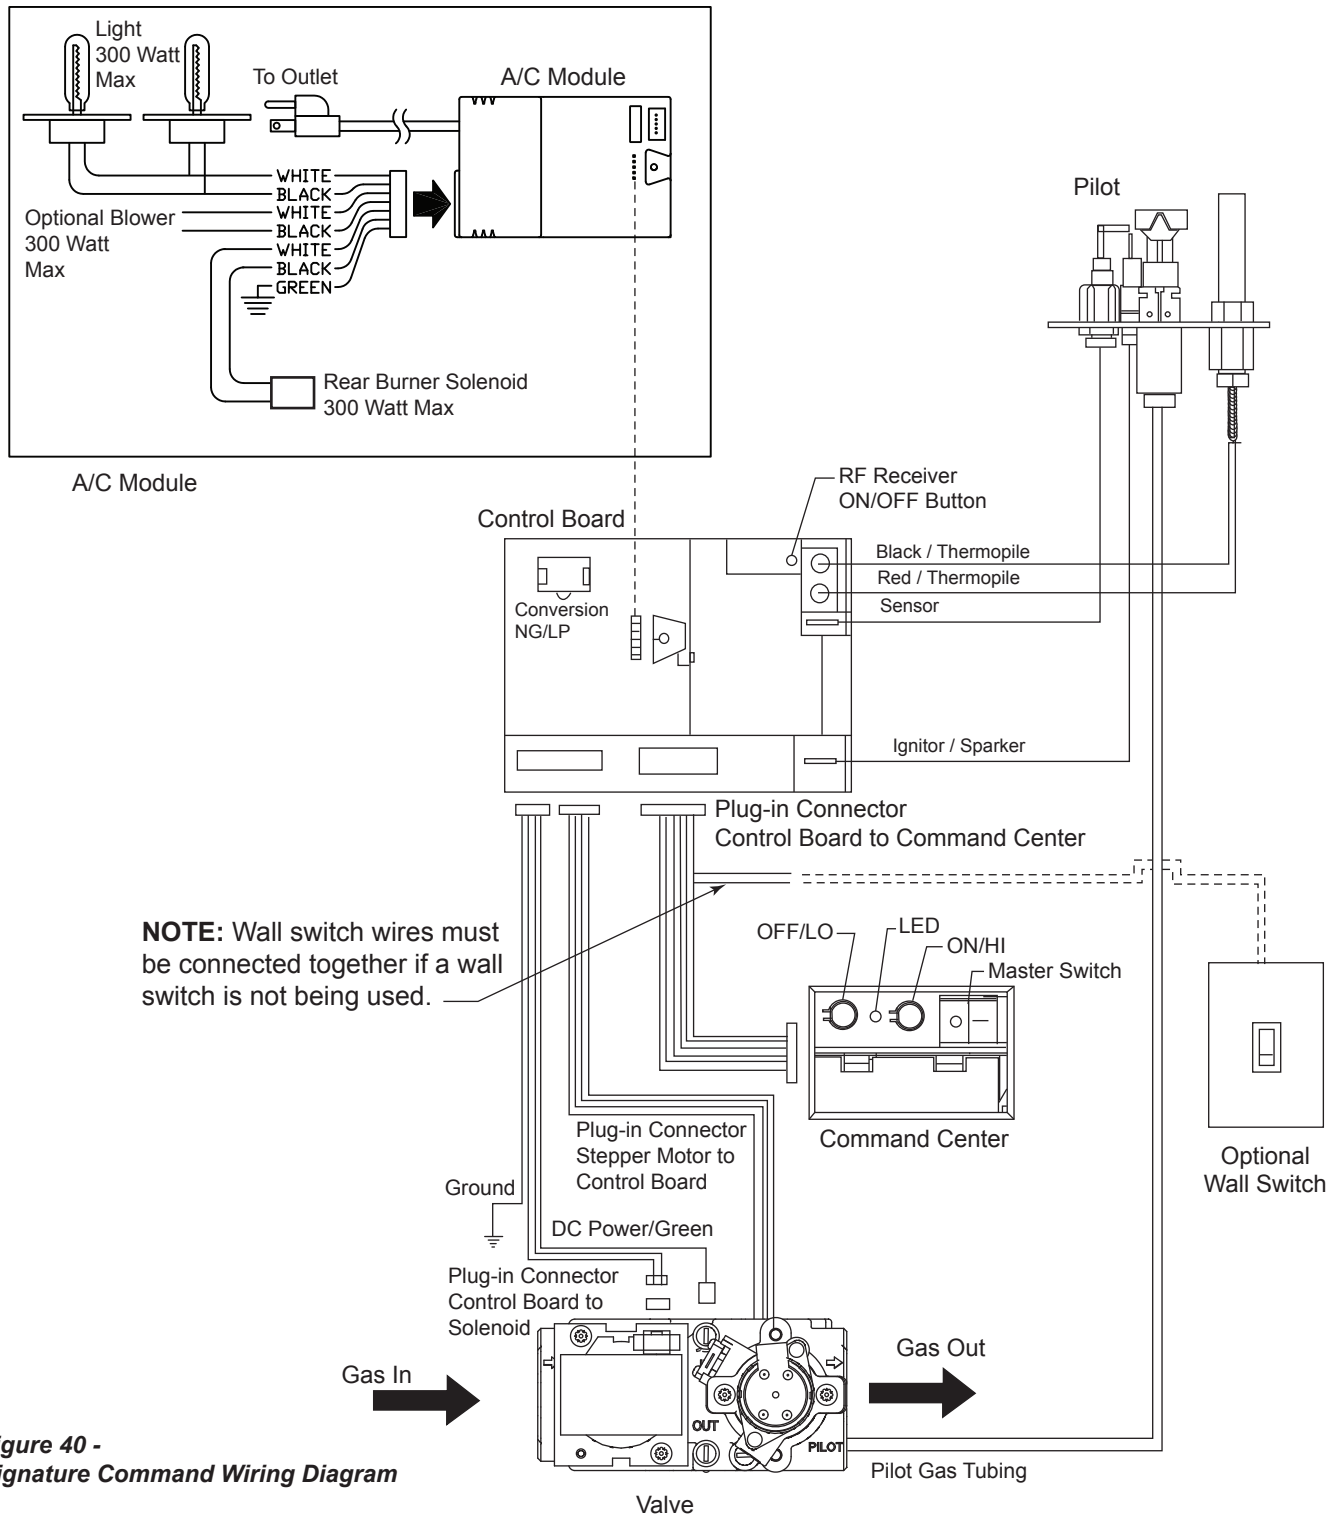 Light
300 Watt
Max
To Outlet
A/C Module
WHITE
BLACK
WHITE
BLACK
WHITE
BLACK
GREEN
Optional Blower
300 Watt
Max
Rear Burner Solenoid
300 Watt Max
A/C Module
Pilot
RF Receiver
ON/OFF Button
Control Board
Black / Thermopile
Red / Thermopile
Sensor
Conversion
NG/LP
Ignitor / Sparker
Plug-in Connector
Control Board to Command Center
NOTE: Wall switch wires must
be connected together if a wall
switch is not being used.
OFF/LO
LED
ON/HI
Master Switch
Command Center
Optional
Wall Switch
Plug-in Connector
Stepper Motor to
Control Board
Ground
DC Power/Green
Plug-in Connector
Control Board to
Solenoid
Gas In
Gas Out
OUT
PILOT
Pilot Gas Tubing
Valve
igure 40 -
ignature Command Wiring Diagram